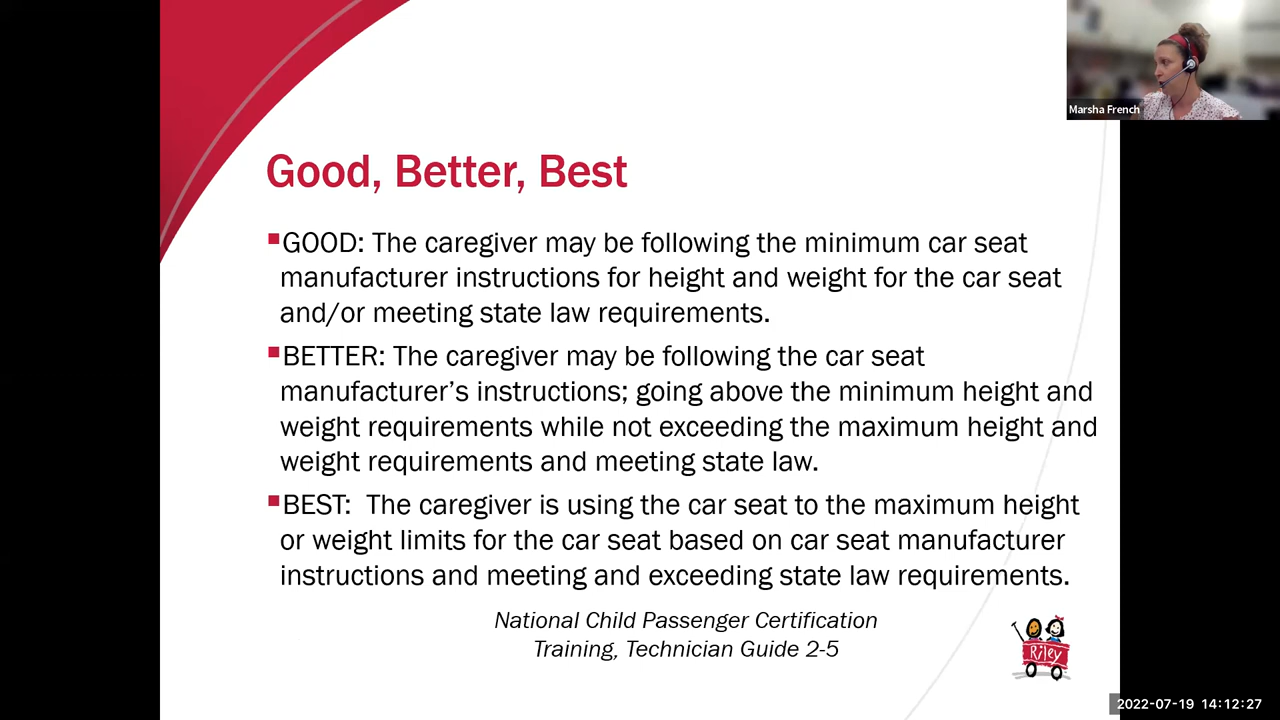 Marsha French
Good, Better, Best
GOOD: The caregiver may be following the minimum car seat
manufacturer instructions for height and weight for the car seat
and/or meeting state law requirements.
BETTER: The caregiver may be following the car seat
manufacturer’s instructions; going above the minimum height and
weight requirements while not exceeding the maximum height and
weight requirements and meeting state law.
BEST:  The caregiver is using the car seat to the maximum height
or weight limits for the car seat based on car seat manufacturer
instructions and meeting and exceeding state law requirements.
National Child Passenger Certification
Training, Technician Guide 2-5
Riley
2022-07-19 14:12:27